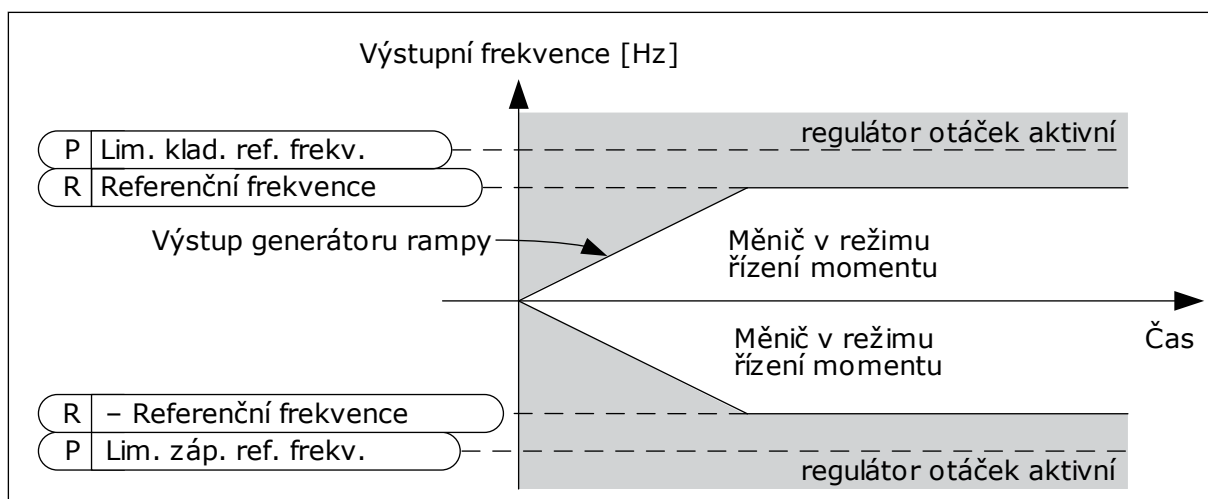 Výstupní frekvence [Hz]
regulátor otáček aktivní
P Lim. klad. ref. frekv.
R Referenční frekvence
Výstup generátoru rampy
Měnič v režimu
řízení momentu
Čas
Měnič v režimu
řízení momentu
R – Referenční frekvence
P Lim. záp. ref. frekv.
regulátor otáček aktivní